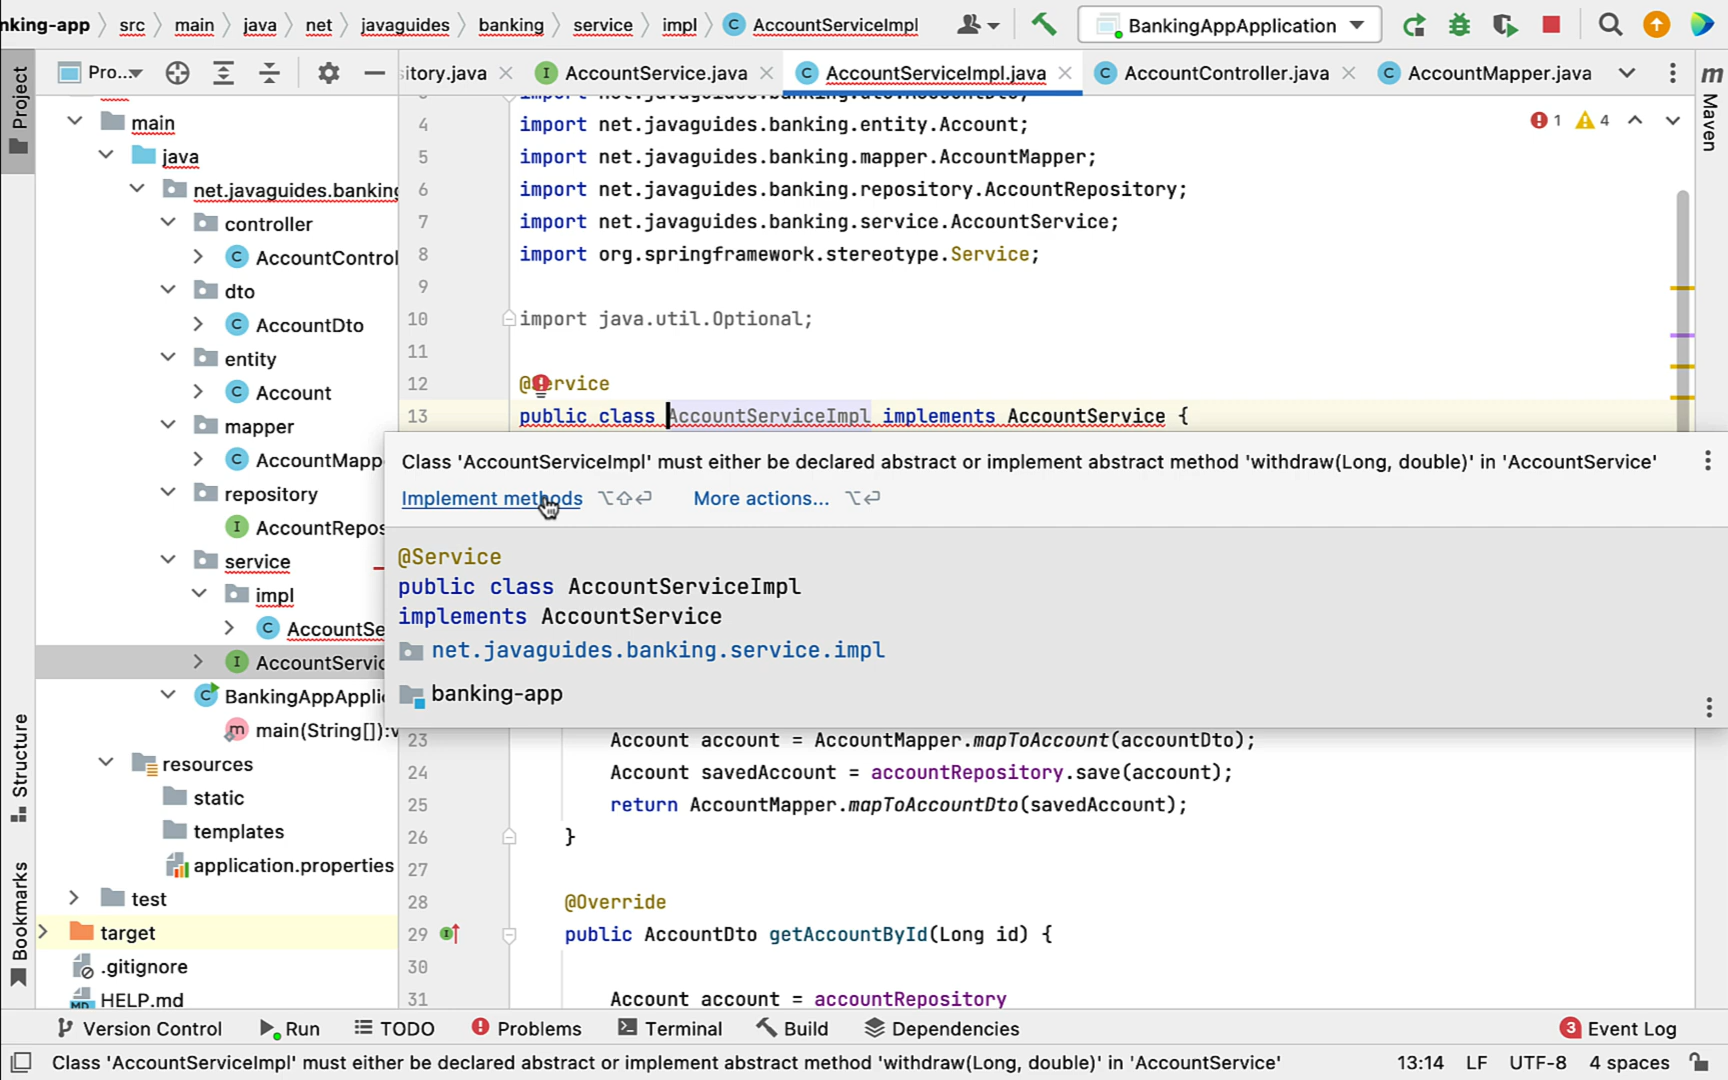 nking-app src main java net javaguides banking service impl AccountServiceImpl BankingAppApplication
Project
Pro...
itory.java AccountService.java AccountServiceImpl.java AccountController.java AccountMapper.java
Maven
main
java
net.javaguides.banking
controller
AccountControl
dto
AccountDto
entity
Account
mapper
AccountMapp
repository
AccountRepos
service
impl
AccountSe
AccountServic
BankingAppApplic
main(String[]):v
resources
static
templates
application.properties
test
target
.gitignore
HELP.md
Structure
Bookmarks
1 4
4 import net.javaguides.banking.entity.Account;
5 import net.javaguides.banking.mapper.AccountMapper;
6 import net.javaguides.banking.repository.AccountRepository;
7 import net.javaguides.banking.service.AccountService;
8 import org.springframework.stereotype.Service;
9
10 import java.util.Optional;
11
12 @Service
13 public class AccountServiceImpl implements AccountService {
Class 'AccountServiceImpl' must either be declared abstract or implement abstract method 'withdraw(Long, double)' in 'AccountService'
Implement methods ⌥⇧⏎ More actions... ⌥⏎
@Service
public class AccountServiceImpl
implements AccountService
net.javaguides.banking.service.impl
banking-app
23 Account account = AccountMapper.mapToAccount(accountDto);
24 Account savedAccount = accountRepository.save(account);
25 return AccountMapper.mapToAccountDto(savedAccount);
26 }
27
28 @Override
29 public AccountDto getAccountById(Long id) {
30
31 Account account = accountRepository
Version Control Run TODO Problems Terminal Build Dependencies 3 Event Log
Class 'AccountServiceImpl' must either be declared abstract or implement abstract method 'withdraw(Long, double)' in 'AccountService' 13:14 LF UTF-8 4 spaces